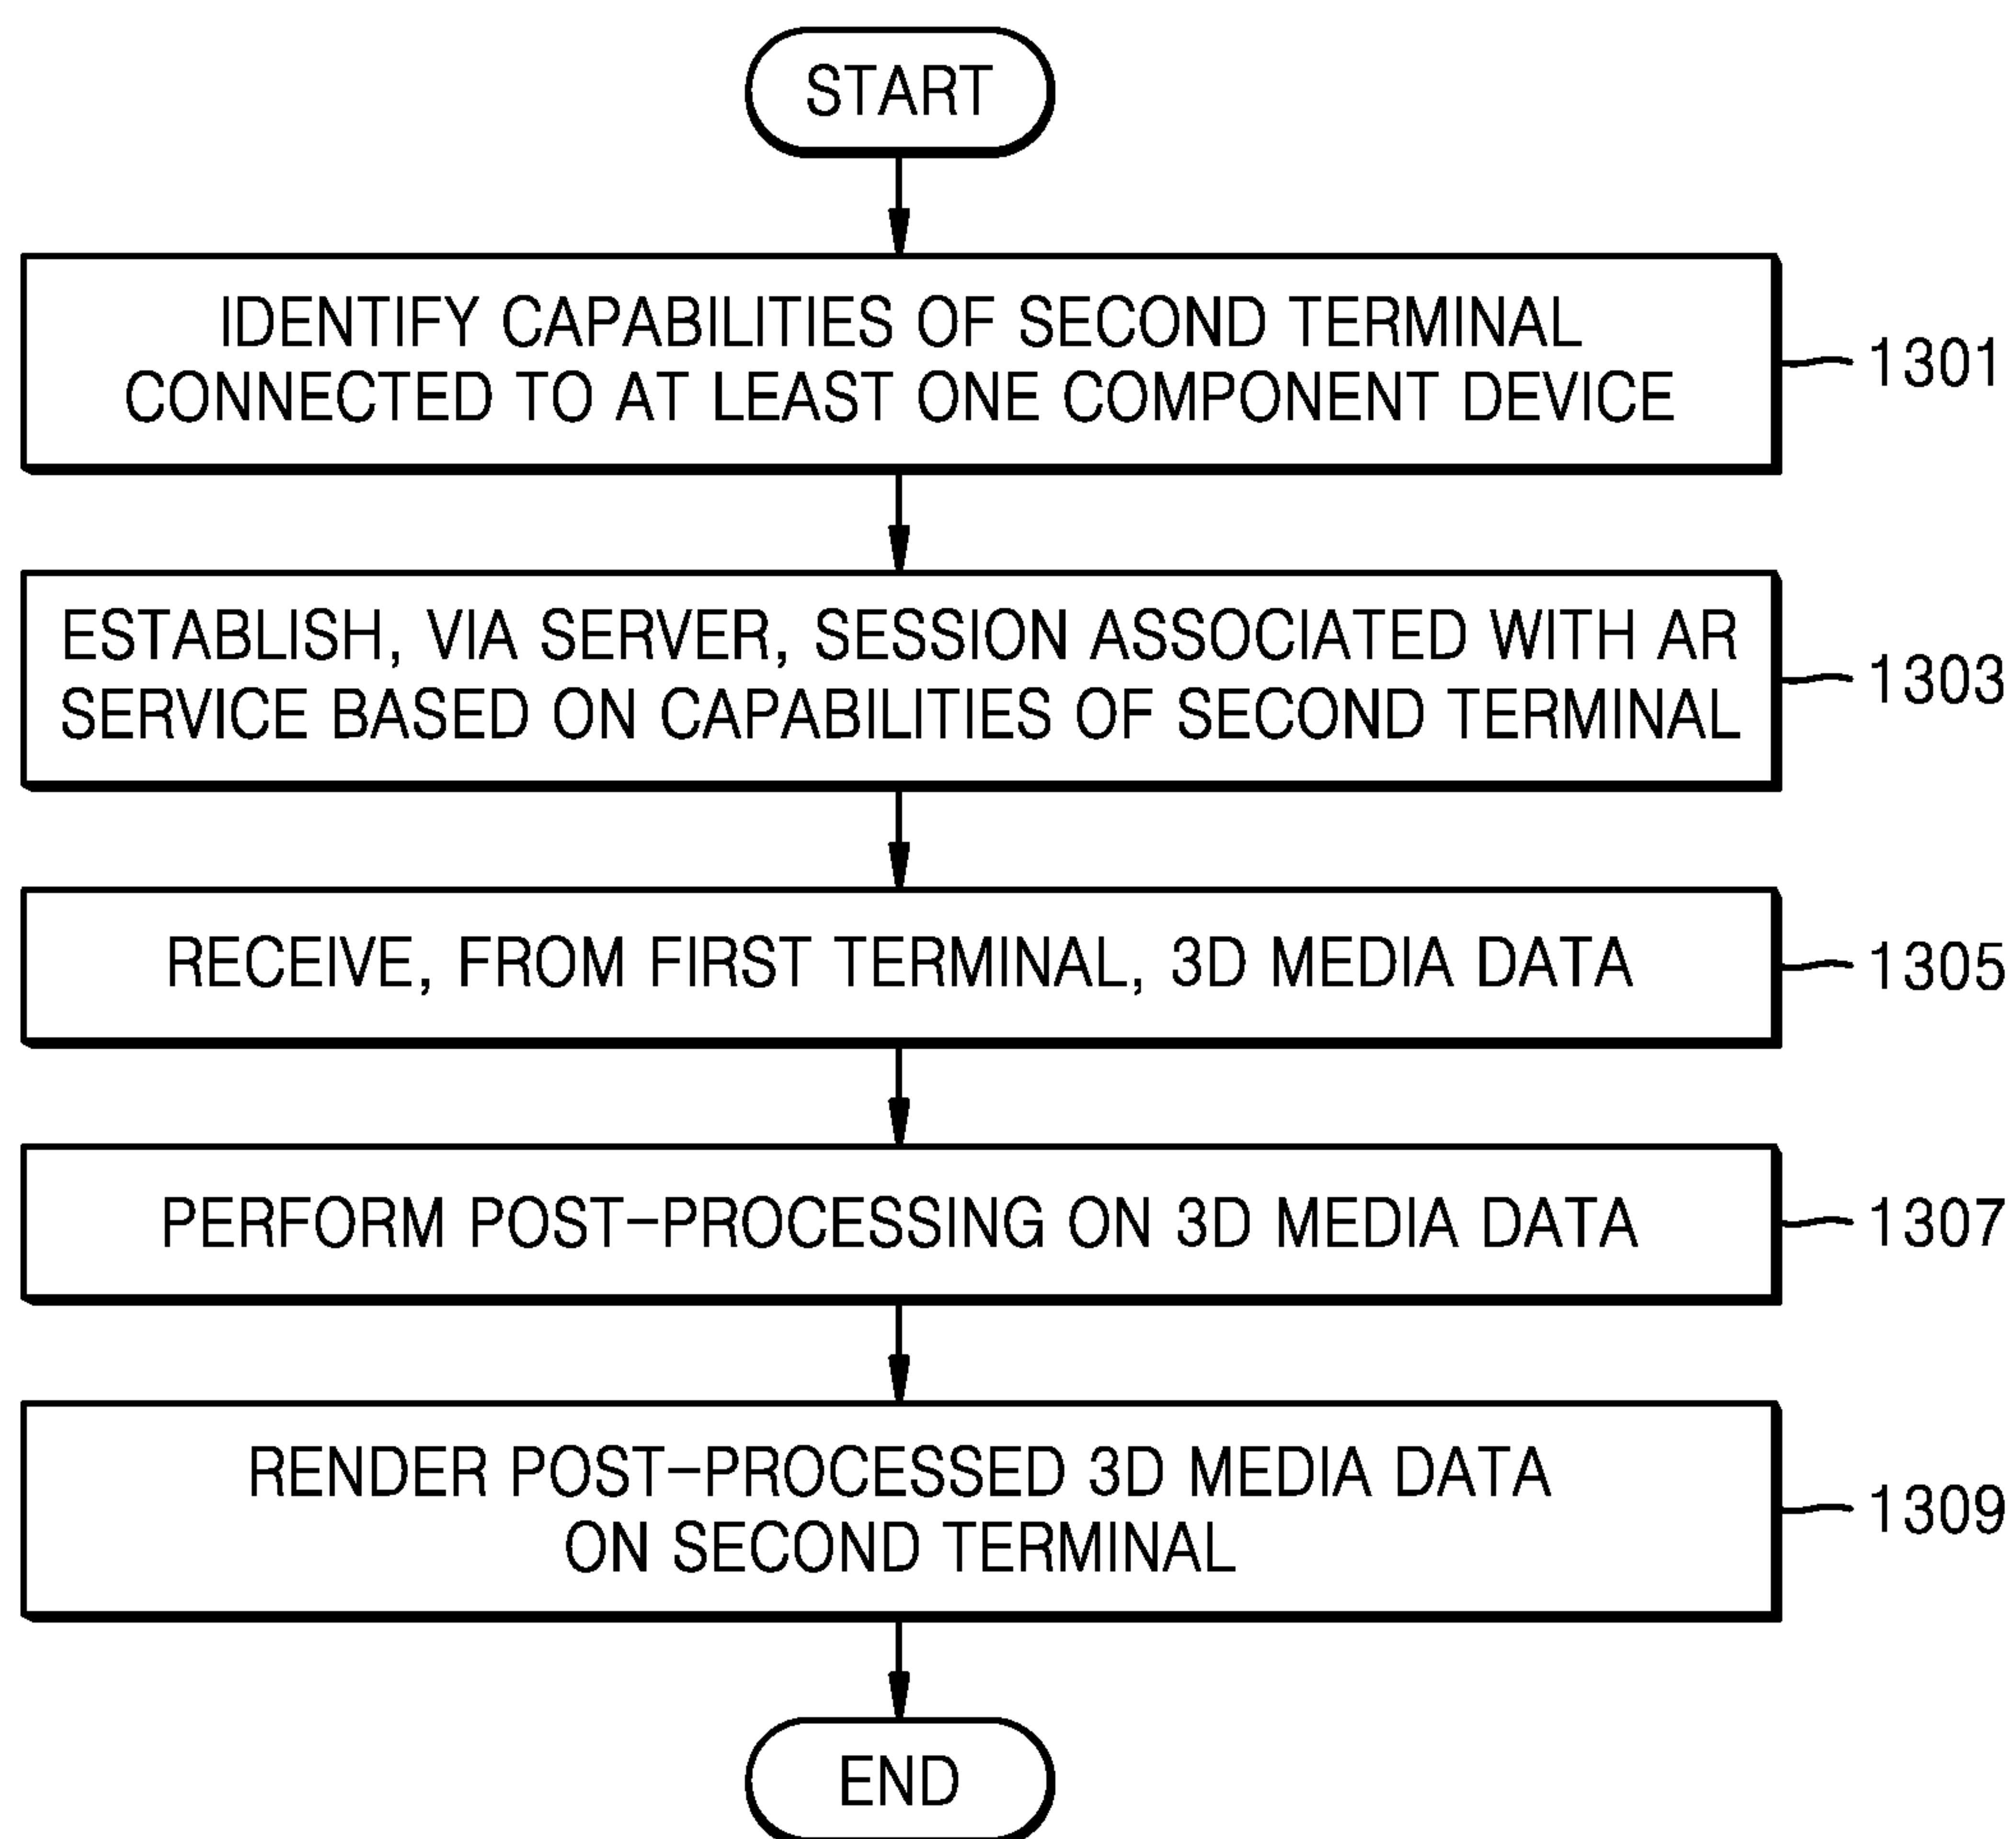 START
IDENTIFY CAPABILITIES OF SECOND TERMINAL
CONNECTED TO AT LEAST ONE COMPONENT DEVICE
1301
ESTABLISH, VIA SERVER, SESSION ASSOCIATED WITH AR
SERVICE BASED ON CAPABILITIES OF SECOND TERMINAL
1303
RECEIVE, FROM FIRST TERMINAL, 3D MEDIA DATA
1305
PERFORM POST-PROCESSING ON 3D MEDIA DATA
1307
RENDER POST-PROCESSED 3D MEDIA DATA
ON SECOND TERMINAL
1309
END